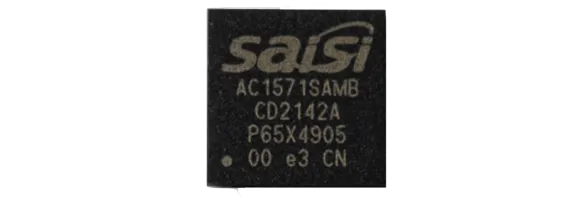 saisi
AC1571SAMB
CD2142A
P65X4905
00 e3 CN